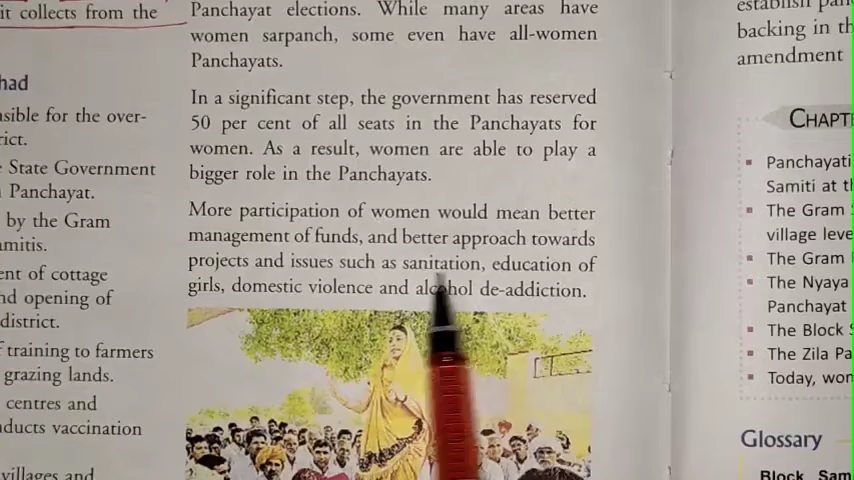 it collects from the
had
sible for the over-
rict.
State Government
Panchayat.
by the Gram
mitis.
ent of cottage
nd opening of
district.
training to farmers
grazing lands.
centres and
ducts vaccination
villages and
Panchayat elections. While many areas have
women sarpanch, some even have all-women
Panchayats.
In a significant step, the government has reserved
50 per cent of all seats in the Panchayats for
women. As a result, women are able to play a
bigger role in the Panchayats.
More participation of women would mean better
management of funds, and better approach towards
projects and issues such as sanitation, education of
girls, domestic violence and alcohol de-addiction.
establish
backing in th
amendment
CHAPT
Panchayati
Samiti at th
The Gram
village leve
The Gram
The Nyaya
Panchayat
The Block
The Zila Pa
Today, wom
Glossary
Block Sam